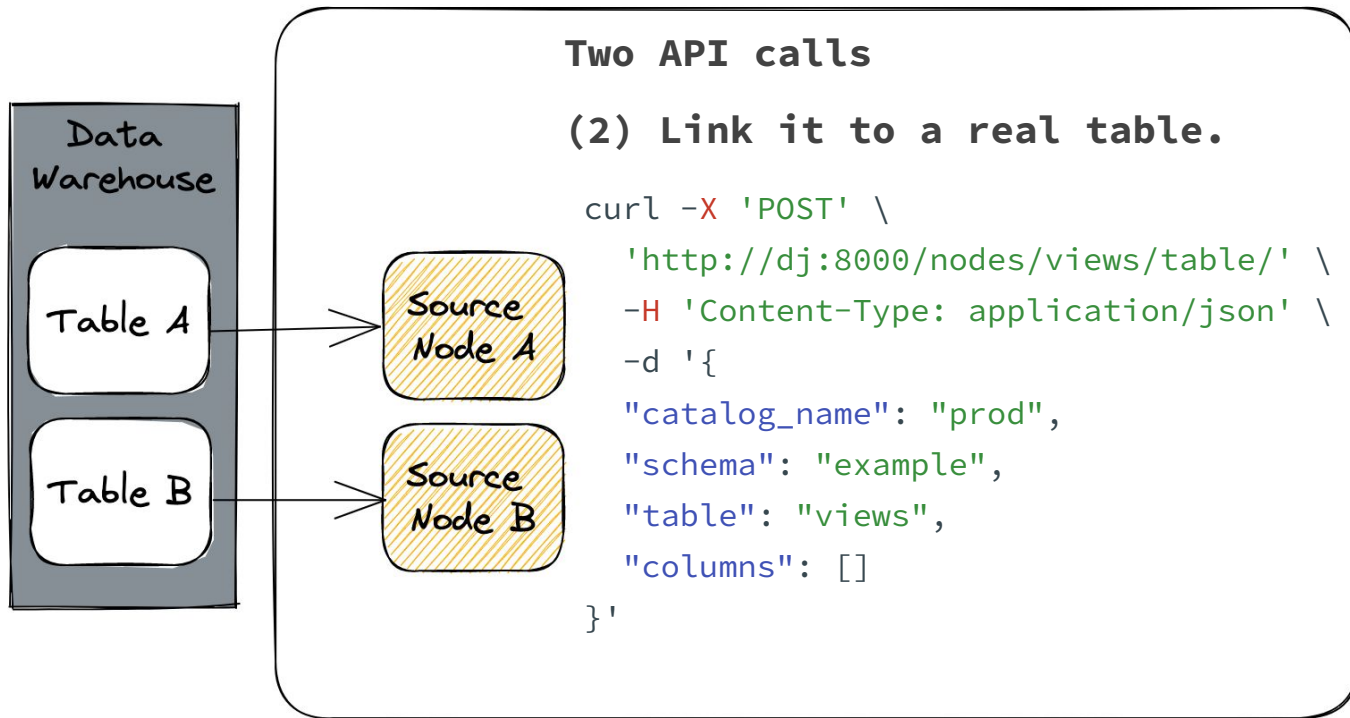 Two API calls
(2) Link it to a real table.
Data
Warehouse
Table A
Table B
Source
Node A
Source
Node B
curl -X 'POST' \
  'http://dj:8000/nodes/views/table/' \
  -H 'Content-Type: application/json' \
  -d '{
  "catalog_name": "prod",
  "schema": "example",
  "table": "views",
  "columns": []
}'